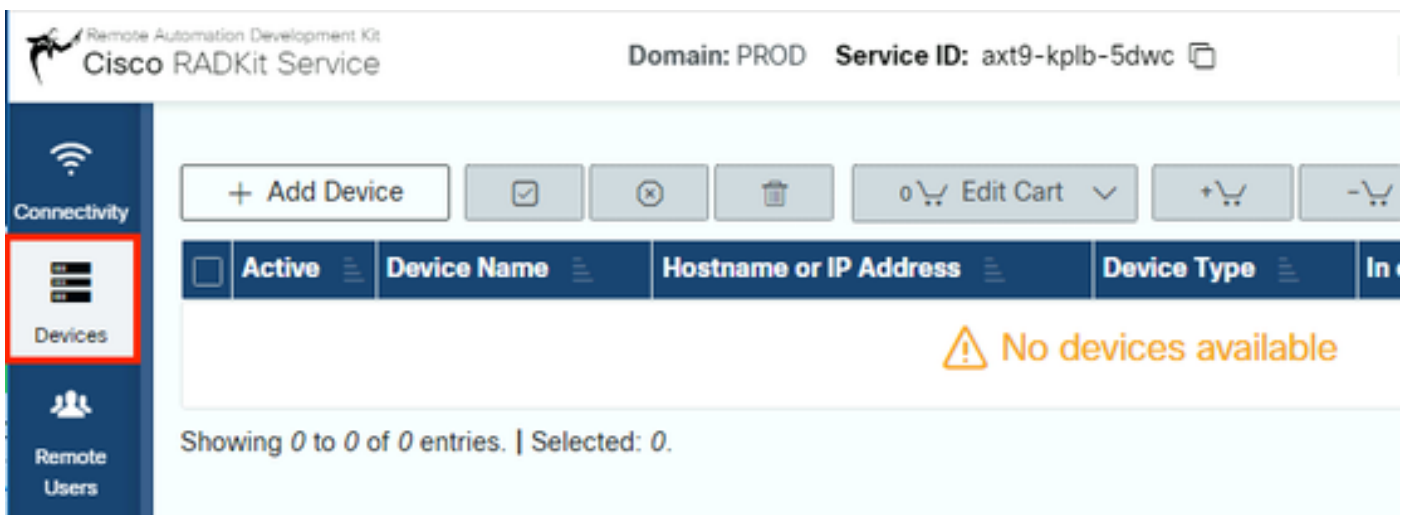 Remote Automation Development Kit
Cisco RADKit Service
Domain: PROD Service ID: axt9-kplb-5dwc
Connectivity
+ Add Device
0 Edit Cart
+
-
Active Device Name Hostname or IP Address Device Type In
Devices
No devices available
Showing 0 to 0 of 0 entries. | Selected: 0.
Remote
Users